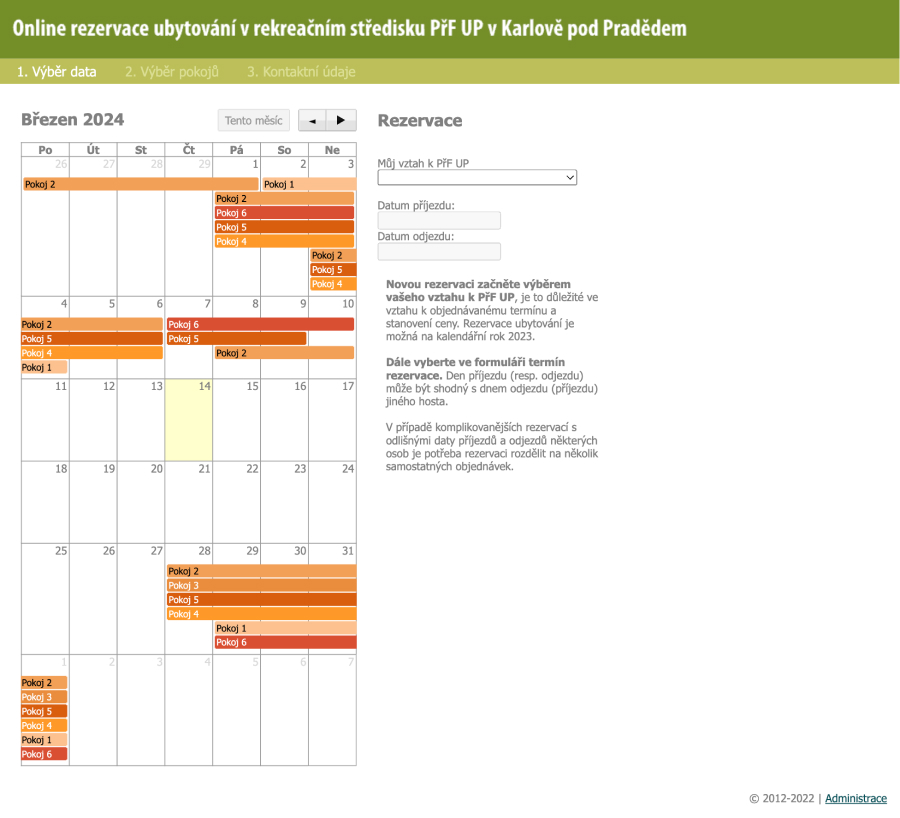 Online rezervace ubytování v rekreačním středisku PřF UP v Karlově pod Pradědem
1. Výběr data 2. Výběr pokojů 3. Kontaktní údaje
Březen 2024 Tento měsíc
Po Út St Čt Pá So Ne
26 27 28 29 1 2 3
Pokoj 2 Pokoj 1
Pokoj 2
Pokoj 6
Pokoj 5
Pokoj 4
Pokoj 2
Pokoj 5
Pokoj 4
4 5 6 7 8 9 10
Pokoj 2 Pokoj 6
Pokoj 5 Pokoj 5
Pokoj 4 Pokoj 2
Pokoj 1
11 12 13 14 15 16 17
18 19 20 21 22 23 24
25 26 27 28 29 30 31
Pokoj 2
Pokoj 3
Pokoj 5
Pokoj 4
Pokoj 1
Pokoj 6
1 2 3 4 5 6 7
Pokoj 2
Pokoj 3
Pokoj 5
Pokoj 4
Pokoj 1
Pokoj 6
Rezervace
Můj vztah k PřF UP
Datum příjezdu:
Datum odjezdu:
Novou rezervaci začněte výběrem
vašeho vztahu k PřF UP, je to důležité ve
vztahu k objednávanému termínu a
stanovení ceny. Rezervace ubytování je
možná na kalendářní rok 2023.
Dále vyberte ve formuláři termín
rezervace. Den příjezdu (resp. odjezdu)
může být shodný s dnem odjezdu (příjezdu)
jiného hosta.
V případě komplikovanějších rezervací s
odlišnými daty příjezdů a odjezdů některých
osob je potřeba rezervaci rozdělit na několik
samostatných objednávek.
© 2012-2022 | Administrace